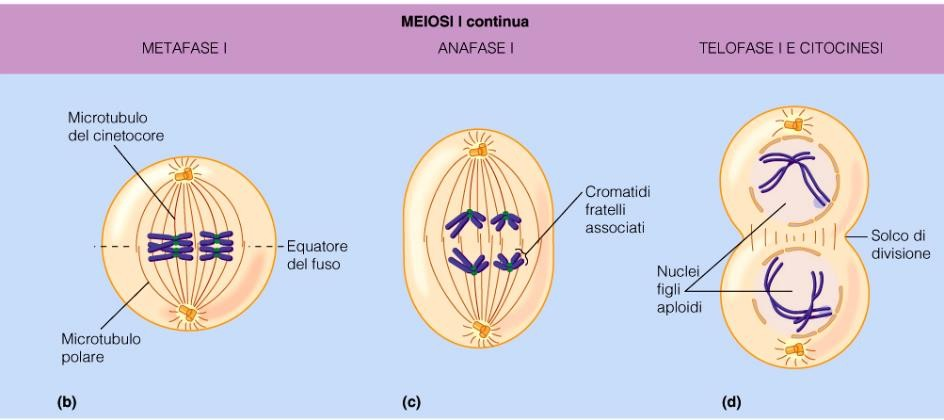 MEIOSI I continua
METAFASE I
ANAFASE I
TELOFASE I E CITOCINESI
Microtubulo
del cinetocore
Equatore
del fuso
Microtubulo
polare
(b)
Cromatidi
fratelli
associati
(c)
Solco di
divisione
Nuclei
figli
aploidi
(d)